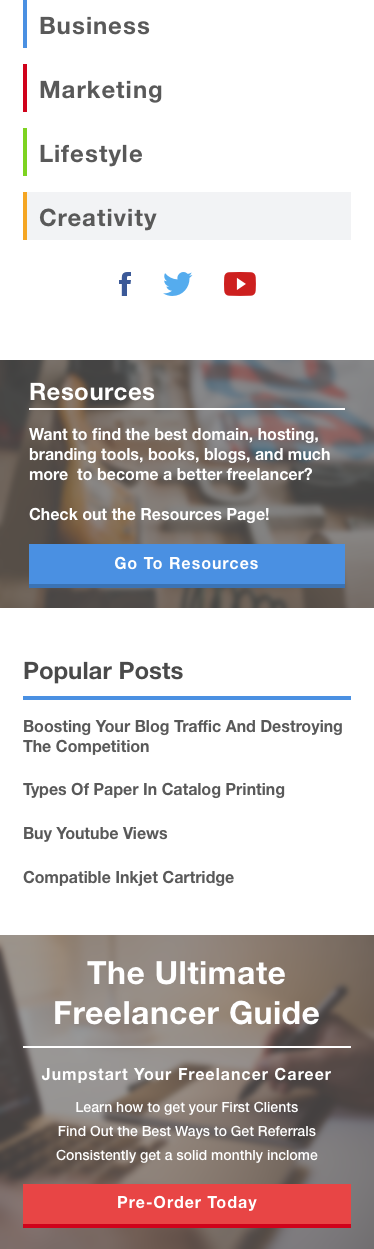 Business
Marketing
Lifestyle
Creativity
Resources
Want to find the best domain, hosting,
branding tools, books, blogs, and much
more  to become a better freelancer?
Check out the Resources Page!
Go To Resources
Popular Posts
Boosting Your Blog Traffic And Destroying
The Competition
Types Of Paper In Catalog Printing
Buy Youtube Views
Compatible Inkjet Cartridge
The Ultimate
Freelancer Guide
Jumpstart Your Freelancer Career
Learn how to get your First Clients
Find Out the Best Ways to Get Referrals
Consistently get a solid monthly inclome
Pre-Order Today